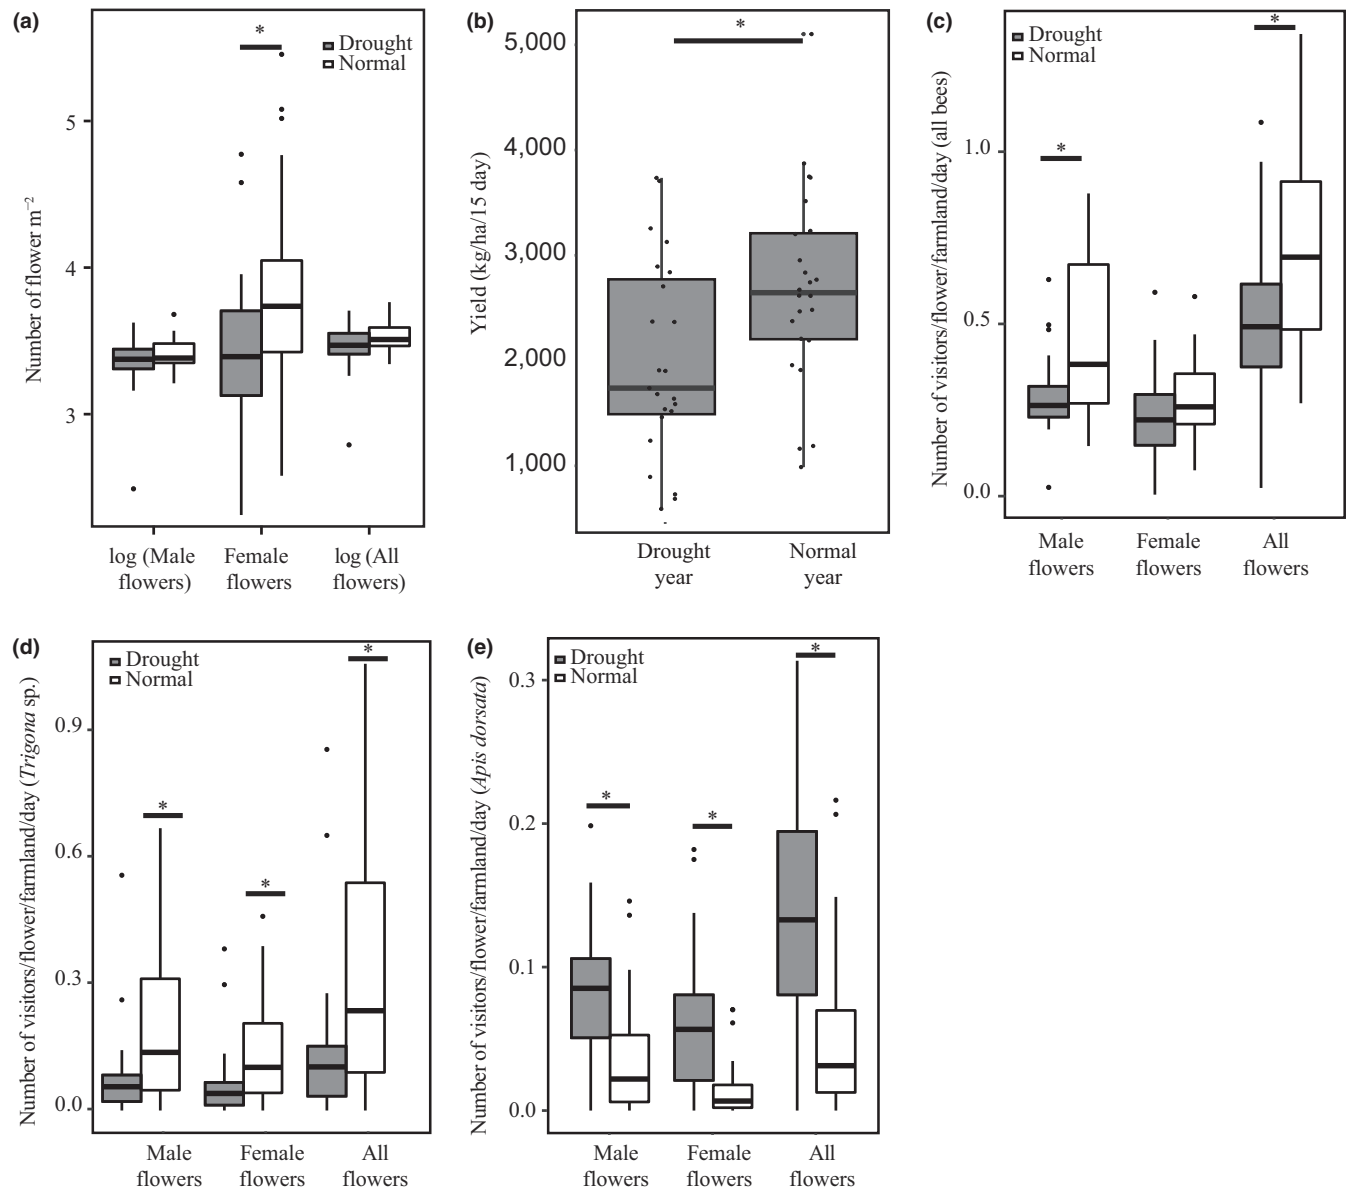 (a)
*
Drought
Normal
Number of flower m⁻²
5
4
3
log (Male
flowers)
Female
flowers
log (All
flowers)
(b)
*
Yield (kg/ha/15 day)
5,000
4,000
3,000
2,000
1,000
Drought
year
Normal
year
(c)
Drought
Normal
*
*
Number of visitors/flower/farmland/day (all bees)
1.0
0.5
0.0
Male
flowers
Female
flowers
All
flowers
(d)
Drought
Normal
*
*
*
Number of visitors/flower/farmland/day (Trigona sp.)
0.9
0.6
0.3
0.0
Male
flowers
Female
flowers
All
flowers
(e)
Drought
Normal
*
*
*
Number of visitors/flower/farmland/day (Apis dorsata)
0.3
0.2
0.1
0.0
Male
flowers
Female
flowers
All
flowers